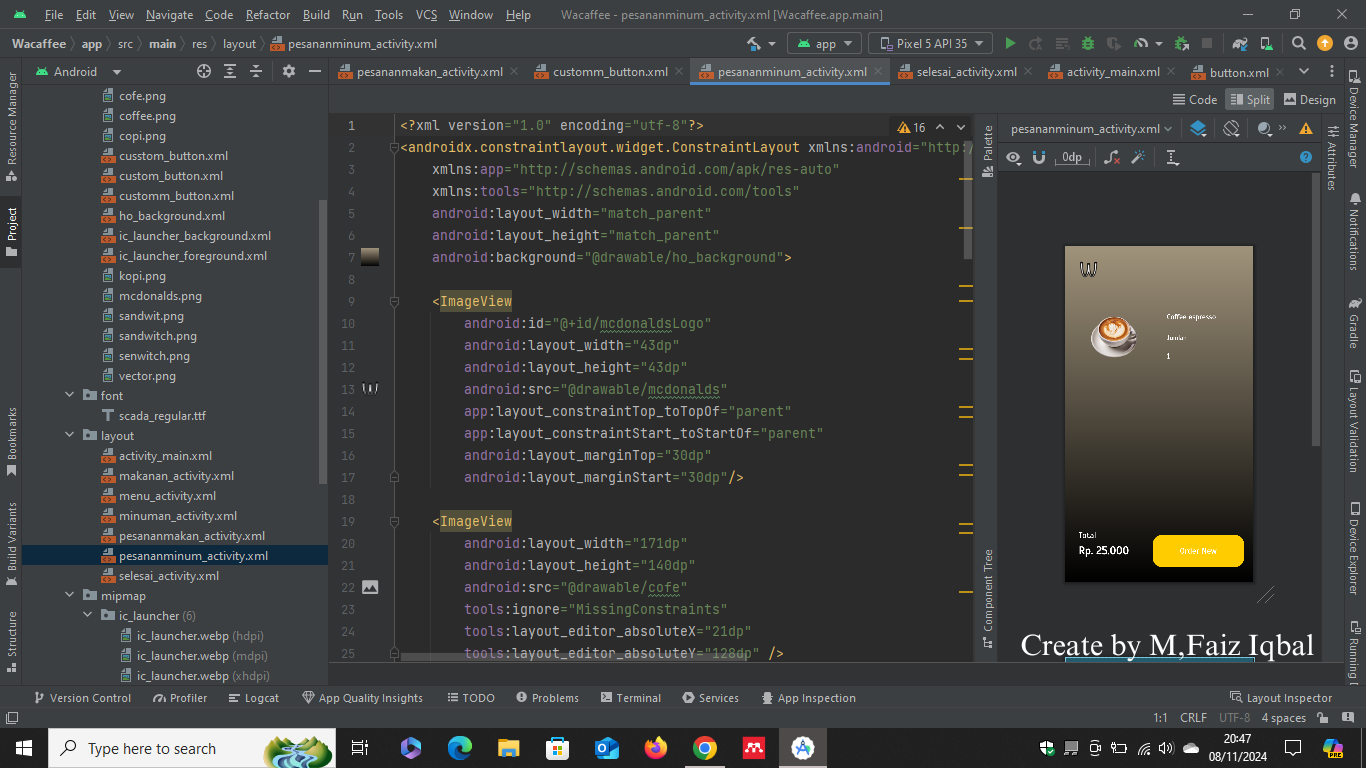 File Edit View Navigate Code Refactor Build Run Tools VCS Window Help Wacaffee - pesananminum_activity.xml [Wacaffee.app.main]
Wacaffee app src main res layout pesananminum_activity.xml app Pixel 5 API 35
Android
pesananmakan_activity.xml customm_button.xml pesananminum_activity.xml selesai_activity.xml activity_main.xml button.xml
Code Split Design
Resource Manager
Project
Bookmarks
Build Variants
Structure
cofe.png
coffee.png
copi.png
cusstom_button.xml
custom_button.xml
customm_button.xml
ho_background.xml
ic_launcher_background.xml
ic_launcher_foreground.xml
kopi.png
mcdonalds.png
sandwit.png
sandwitch.png
senwitch.png
vector.png
font
scada_regular.ttf
layout
activity_main.xml
makanan_activity.xml
menu_activity.xml
minuman_activity.xml
pesananmakan_activity.xml
pesananminum_activity.xml
selesai_activity.xml
mipmap
ic_launcher (6)
ic_launcher.webp (hdpi)
ic_launcher.webp (mdpi)
ic_launcher.webp (xhdpi)
16
1 <?xml version="1.0" encoding="utf-8"?>
2 <androidx.constraintlayout.widget.ConstraintLayout xmlns:android="http:/
3 xmlns:app="http://schemas.android.com/apk/res-auto"
4 xmlns:tools="http://schemas.android.com/tools"
5 android:layout_width="match_parent"
6 android:layout_height="match_parent"
7 android:background="@drawable/ho_background">
8
9 <ImageView
10 android:id="@+id/mcdonaldsLogo"
11 android:layout_width="43dp"
12 android:layout_height="43dp"
13 android:src="@drawable/mcdonalds"
14 app:layout_constraintTop_toTopOf="parent"
15 app:layout_constraintStart_toStartOf="parent"
16 android:layout_marginTop="30dp"
17 android:layout_marginStart="30dp"/>
18
19 <ImageView
20 android:layout_width="171dp"
21 android:layout_height="140dp"
22 android:src="@drawable/cofe"
23 tools:ignore="MissingConstraints"
24 tools:layout_editor_absoluteX="21dp"
25 tools:layout_editor_absoluteY="128dp" />
Palette
Component Tree
pesananminum_activity.xml
0dp
W
Coffee espresso
Jumlah
1
Total
Rp. 25.000
Order Now
Create by M,Faiz Iqbal
Attributes
Device Manager
Notifications
Gradle
Layout Validation
Device Explorer
Running D
Version Control Profiler Logcat App Quality Insights TODO Problems Terminal Services App Inspection Layout Inspector
1:1 CRLF UTF-8 4 spaces
Type here to search
20:47
08/11/2024
PRE